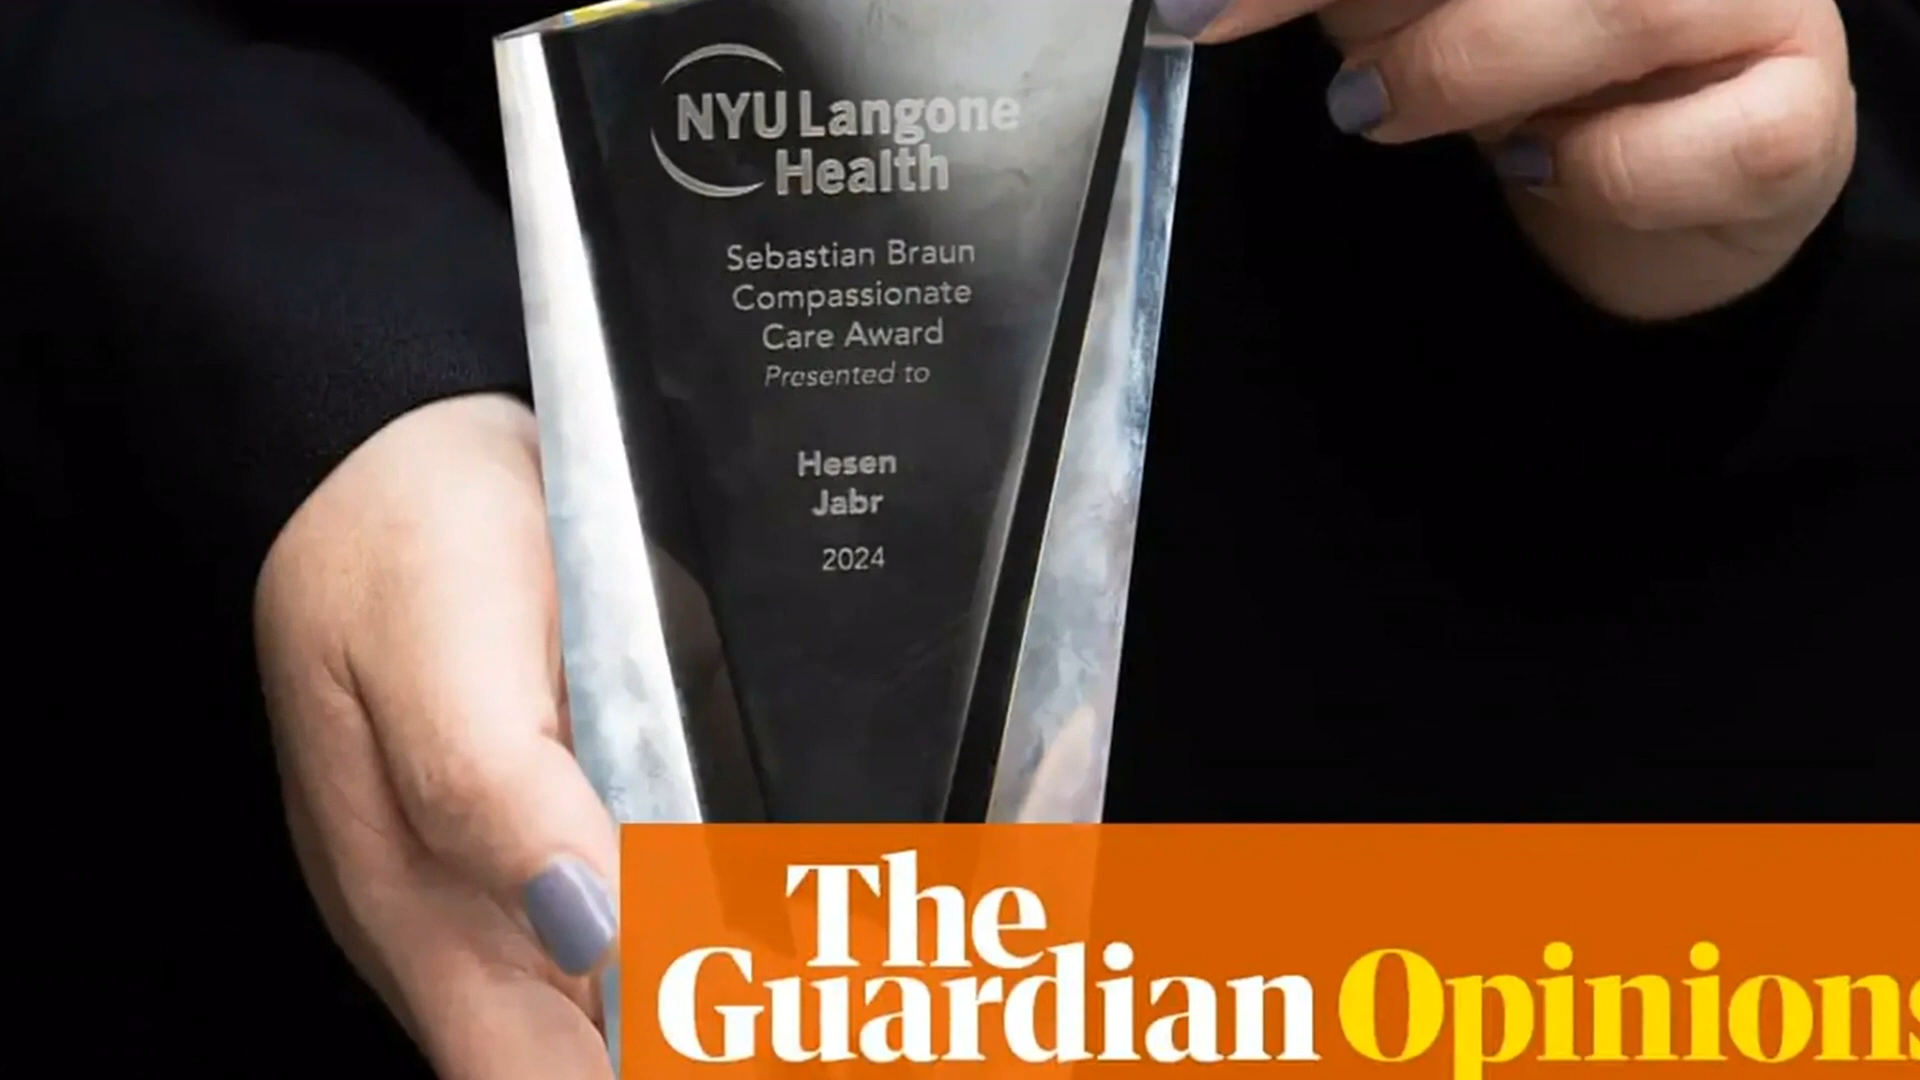 NYU Langone
Health
Sebastian Braun
Compassionate
Care Award
Presented to
Hesen
Jabr
2024
The
Guardian Opinions